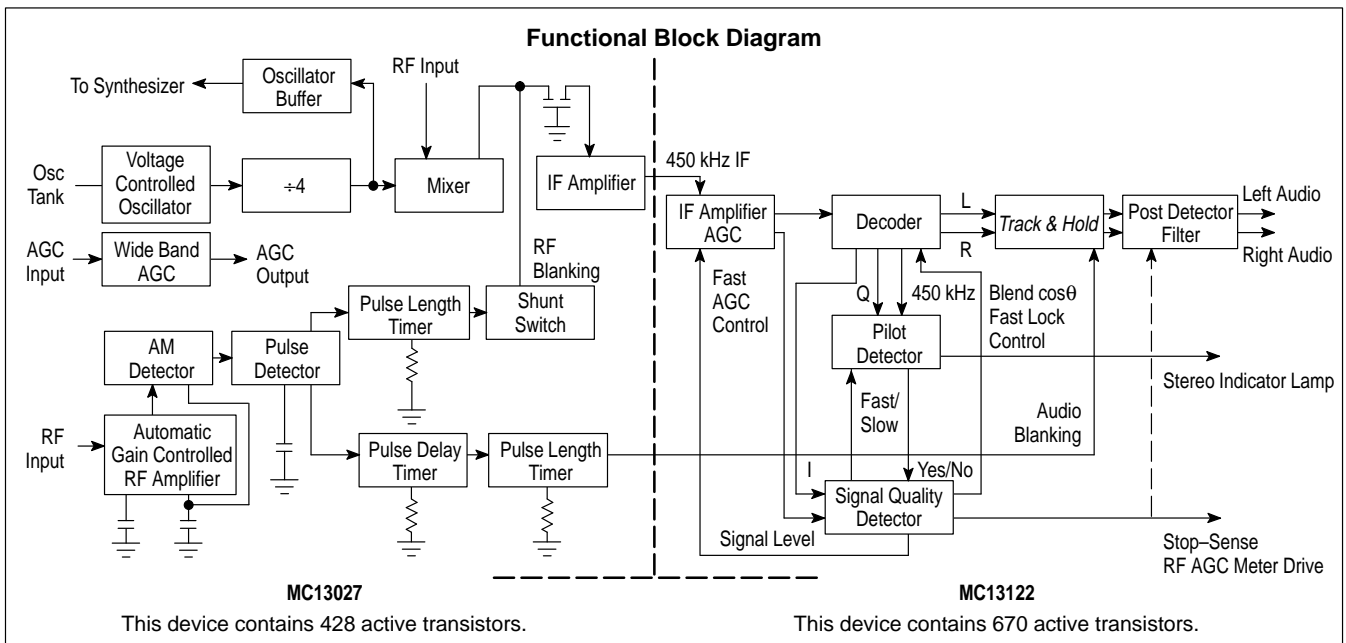 Functional Block Diagram
To Synthesizer
Oscillator
Buffer
RF Input
Osc
Tank
Voltage
Controlled
Oscillator
÷4
Mixer
IF Amplifier
AGC
Input
Wide Band
AGC
AGC
Output
RF
Blanking
Pulse Length
Timer
Shunt
Switch
AM
Detector
Pulse
Detector
RF
Input
Automatic
Gain Controlled
RF Amplifier
Pulse Delay
Timer
Pulse Length
Timer
MC13027
This device contains 428 active transistors.
450 kHz IF
IF Amplifier
AGC
Decoder
L
R
Track & Hold
Post Detector
Filter
Left Audio
Right Audio
Fast
AGC
Control
Q
450 kHz
Blend cosθ
Fast Lock
Control
Pilot
Detector
Stereo Indicator Lamp
Fast/
Slow
Audio
Blanking
I
Yes/No
Signal Quality
Detector
Signal Level
Stop–Sense
RF AGC Meter Drive
MC13122
This device contains 670 active transistors.